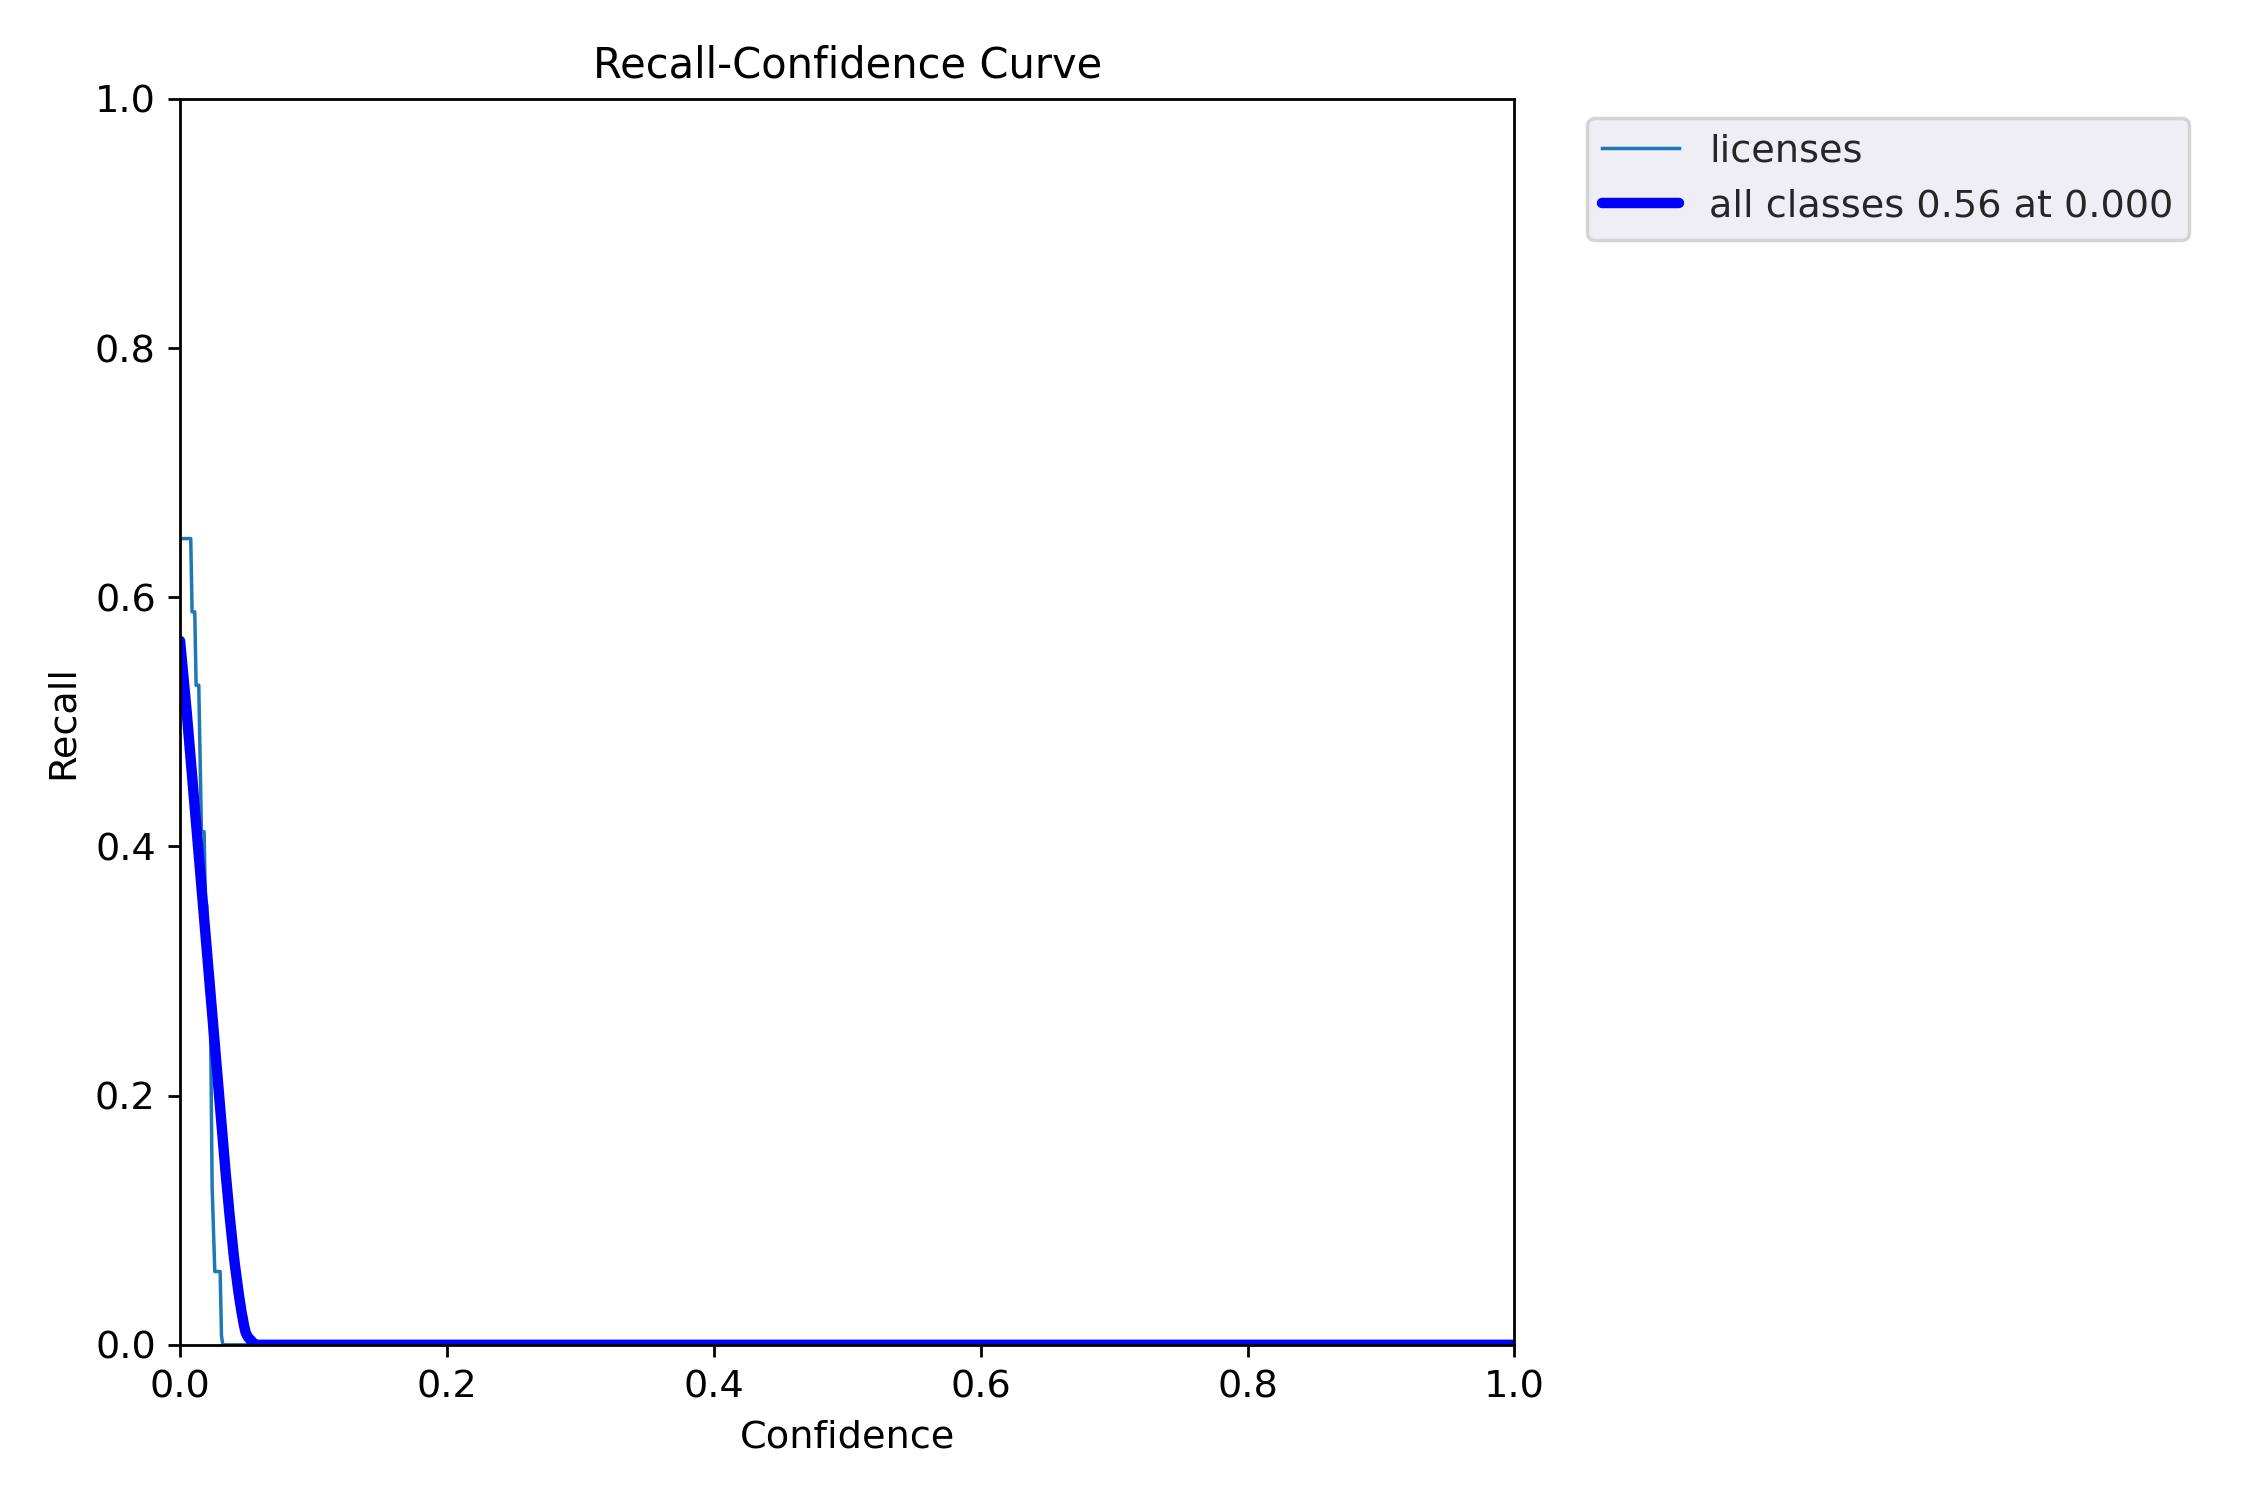 Recall-Confidence Curve
1.0
0.8
0.6
0.4
0.2
0.0
Recall
0.0 0.2 0.4 0.6 0.8 1.0
Confidence
licenses
all classes 0.56 at 0.000